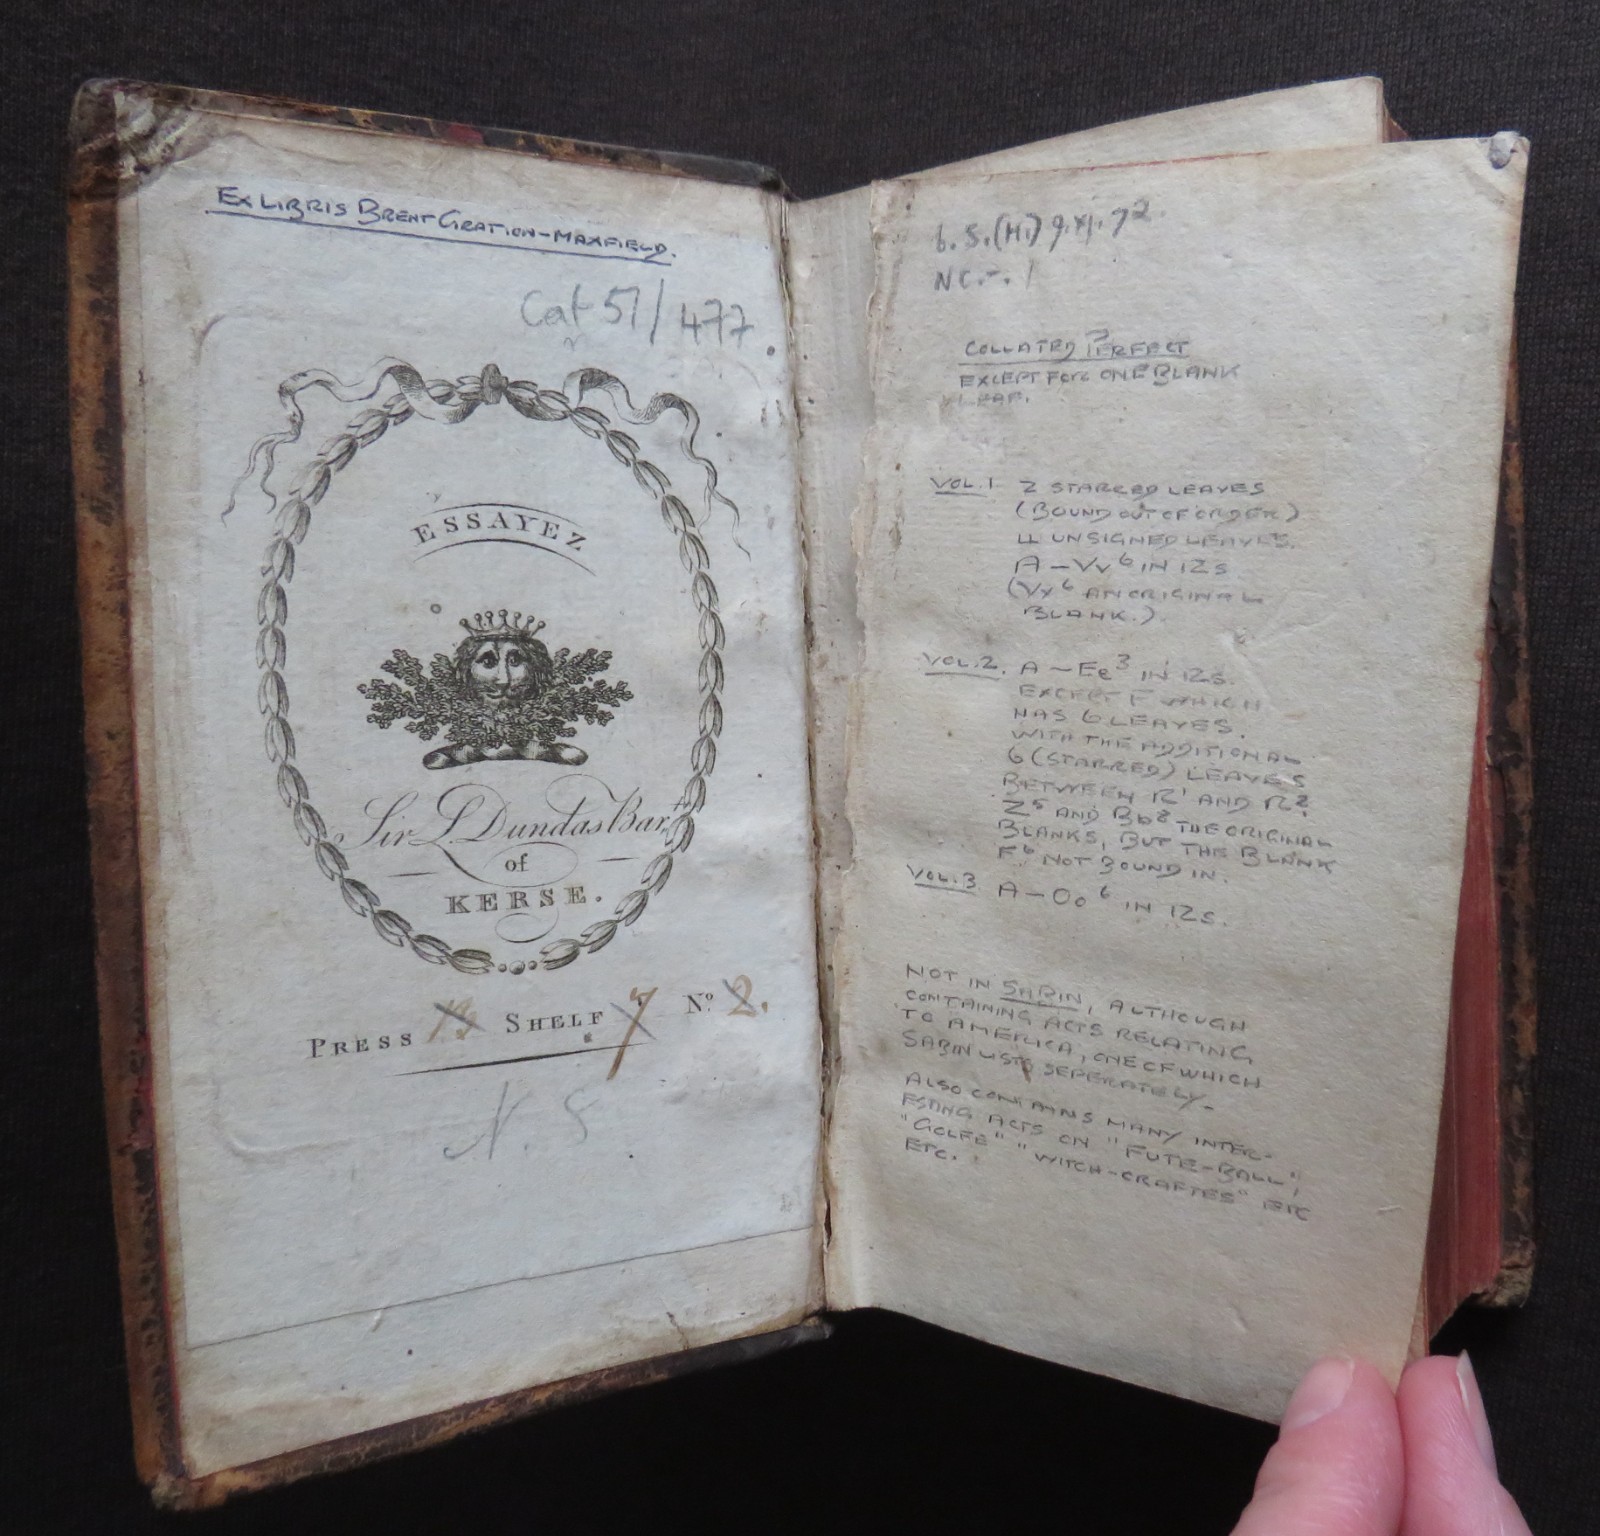 EX LIBRIS BRENT GRATION-MAXFIELD.
Cat 51/477
ESSAYEZ
Sir L Dundas Bart.
of
KERSE.
PRESS 13 SHELF 7 No. 2.
N. S
NC.-. /
COLLATED PERFECT
EXCEPT FOR ONE BLANK
LEAF.
VOL.1 2 STARRED LEAVES
(BOUND OUT OF ORDER)
4 UNSIGNED LEAVES.
A-Vv6 IN 12s
(Vx6 AN ORIGINAL
BLANK.)
VOL.2. A-Ee3 IN 12s.
EXCEPT F WHICH
HAS 6 LEAVES.
WITH THE ADDITIONAL
6 (STARRED) LEAVES
BETWEEN R1 AND R2.
Z5 AND Bb8 THE ORIGINAL
BLANKS, BUT THE BLANK
F6 NOT BOUND IN.
VOL.3 A-Oo6 IN 12s.
NOT IN SABIN, ALTHOUGH
CONTAINING ACTS RELATING
TO AMERICA, ONE OF WHICH
SABIN LISTS SEPERATELY.
ALSO CONTAINS MANY INTER-
ESTING ACTS ON "FUTE-BALL",
"GOLFE" "WITCH-CRAFTES" ETC
ETC.